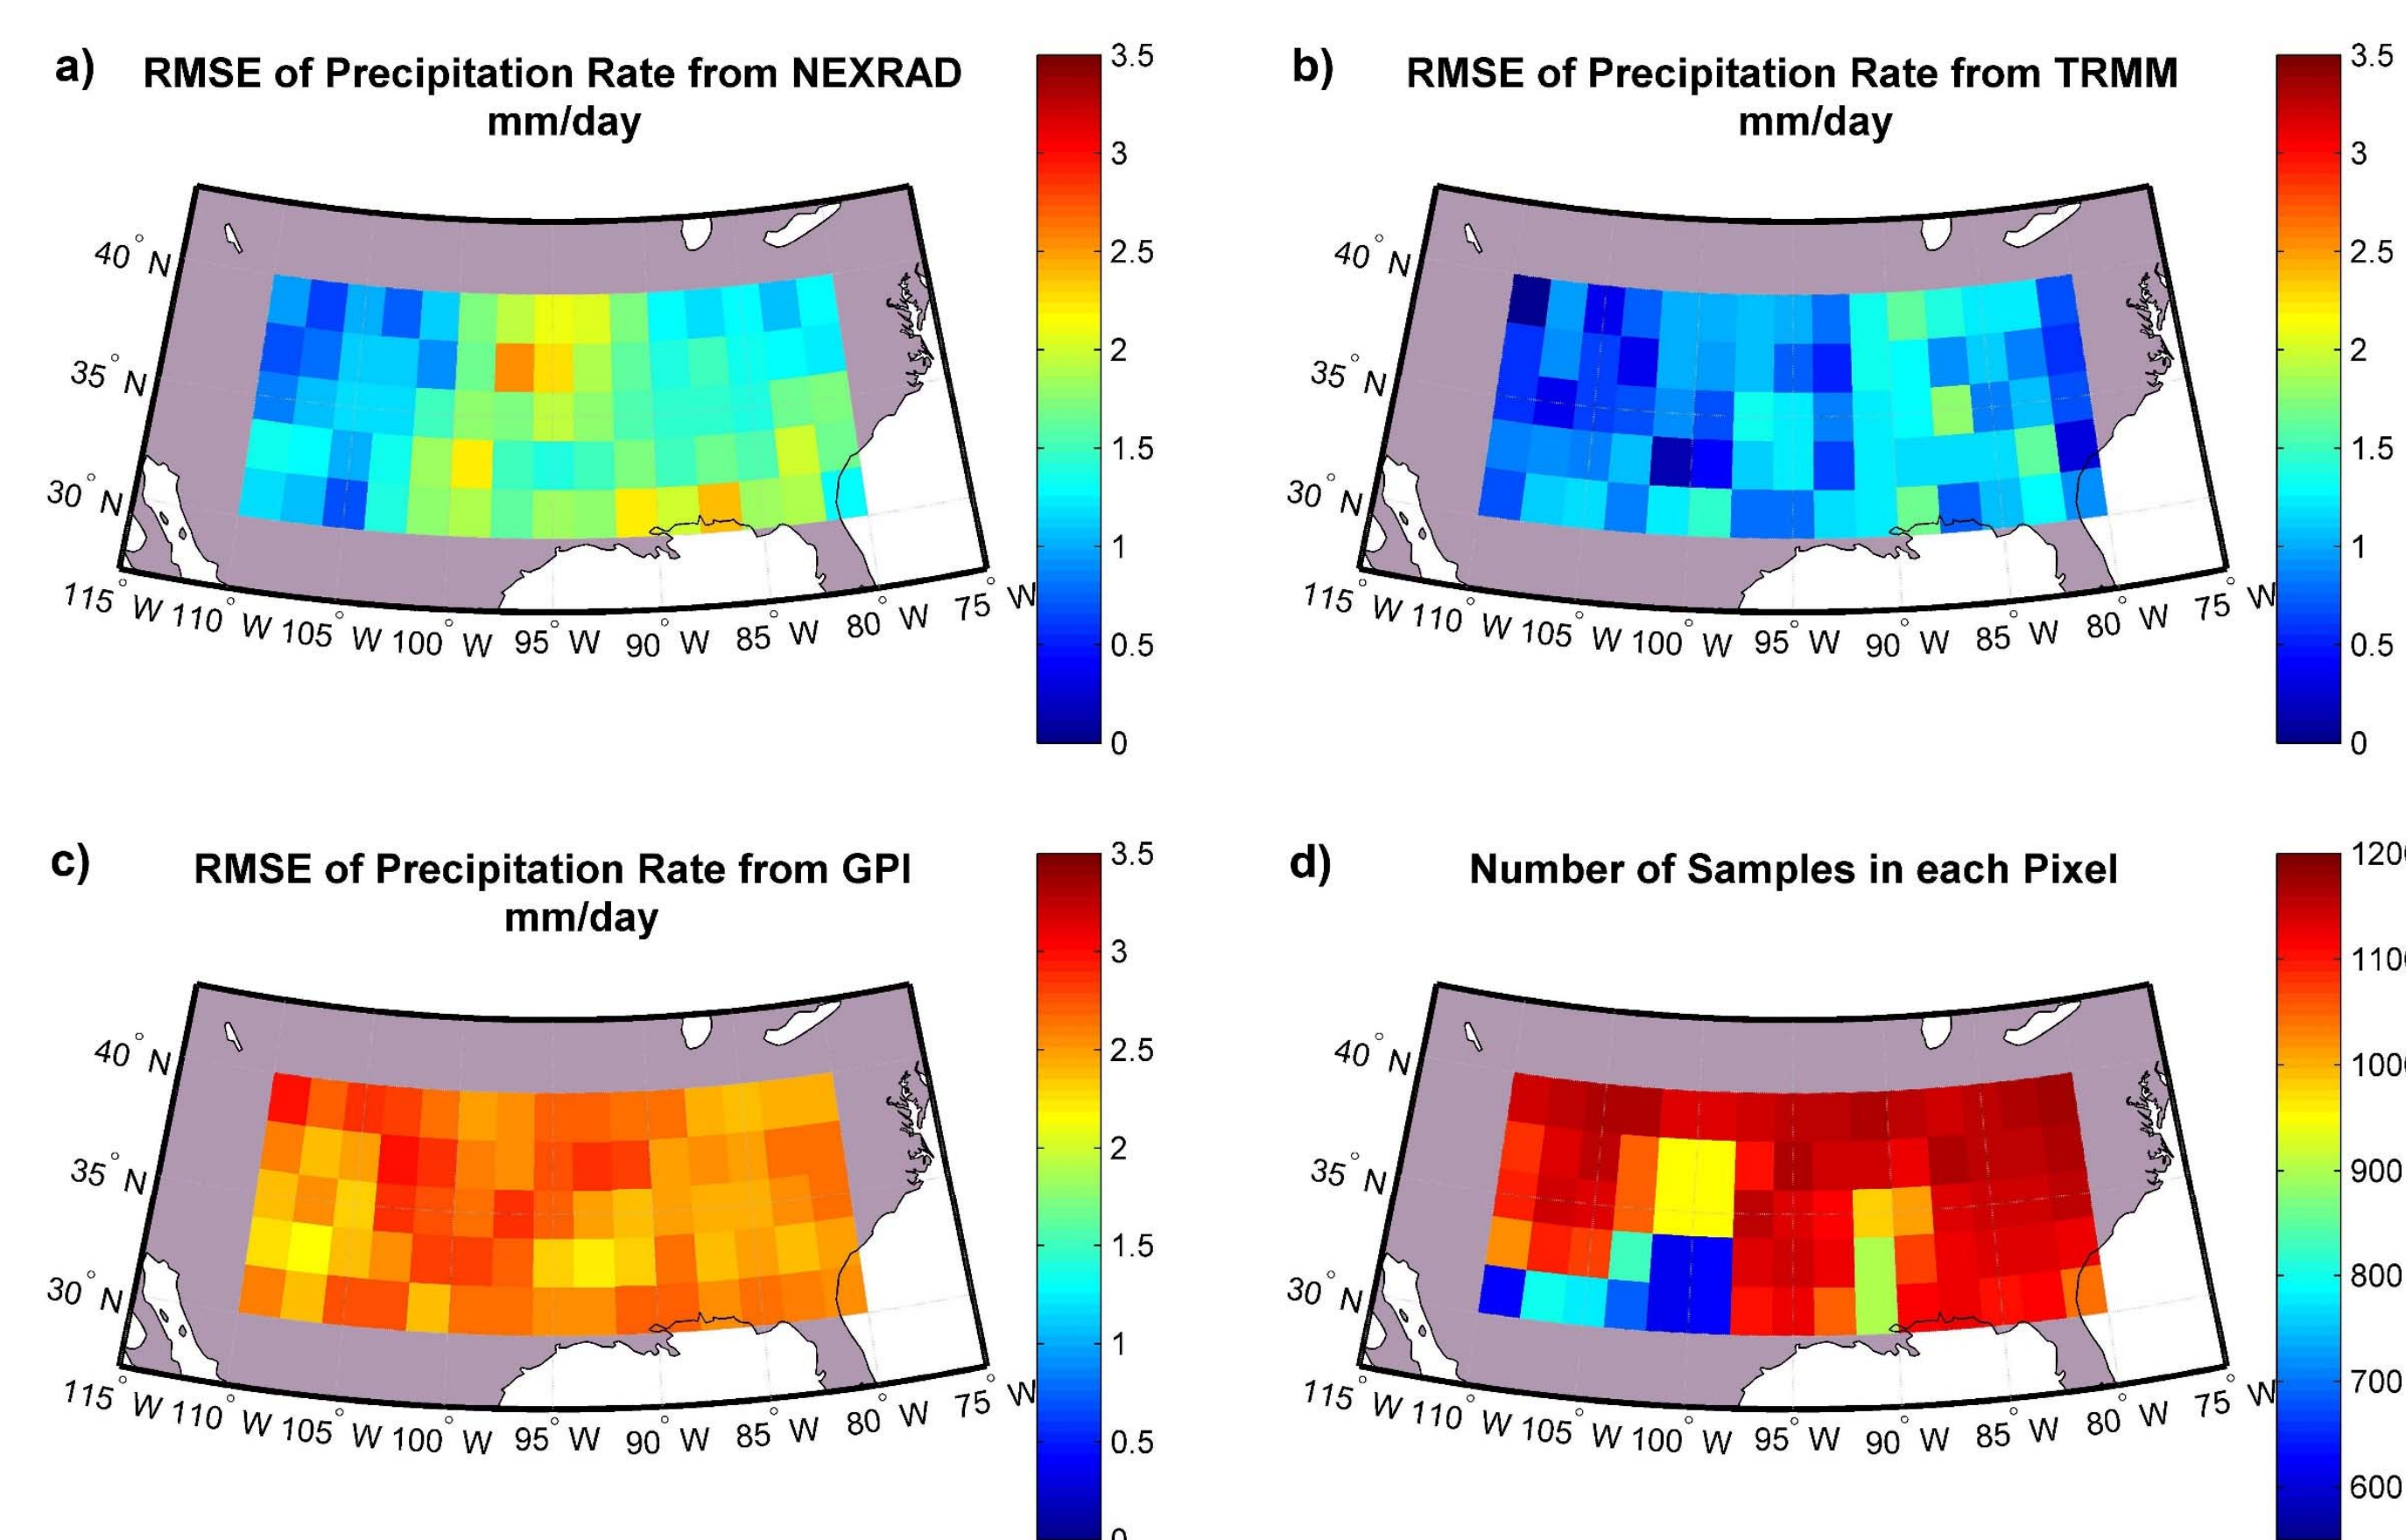 a) RMSE of Precipitation Rate from NEXRAD
mm/day
3.5
3
2.5
2
1.5
1
0.5
0
40° N
35° N
30° N
115° W 110° W 105° W 100° W 95° W 90° W 85° W 80° W 75° W
b) RMSE of Precipitation Rate from TRMM
mm/day
3.5
3
2.5
2
1.5
1
0.5
0
40° N
35° N
30° N
115° W 110° W 105° W 100° W 95° W 90° W 85° W 80° W 75° W
c) RMSE of Precipitation Rate from GPI
mm/day
3.5
3
2.5
2
1.5
1
0.5
0
40° N
35° N
30° N
115° W 110° W 105° W 100° W 95° W 90° W 85° W 80° W 75° W
d) Number of Samples in each Pixel
900
800
700
600
40° N
35° N
30° N
115° W 110° W 105° W 100° W 95° W 90° W 85° W 80° W 75° W